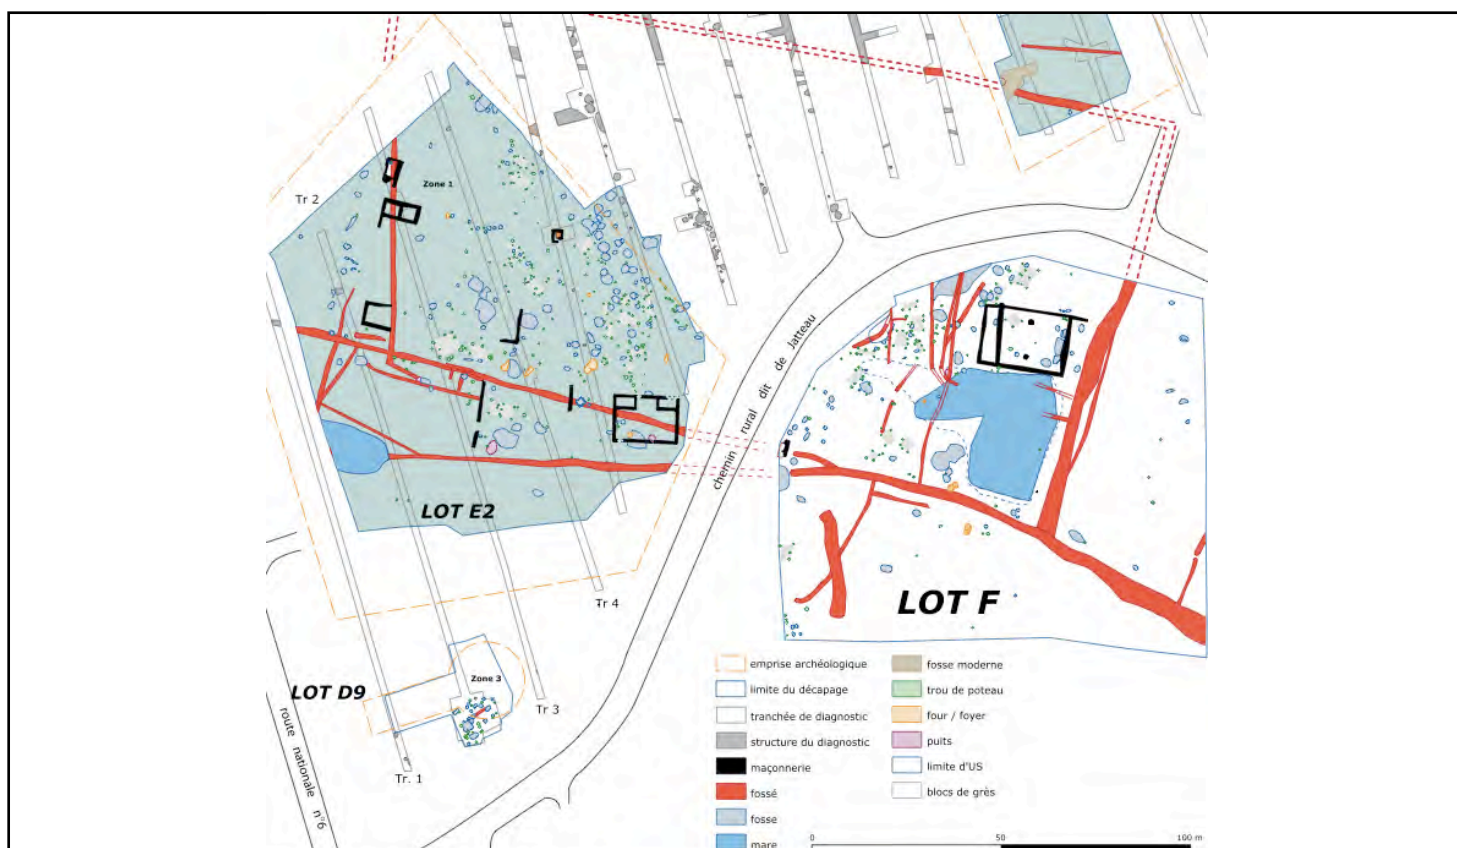 Zone 1
Tr 2
chemin rural dit de Jatteau
LOT E2
Tr 4
LOT F
Zone 3
LOT D9
Tr 3
Tr. 1
route nationale n°6
emprise archéologique
limite du décapage
tranchée de diagnostic
structure du diagnostic
maçonnerie
fossé
fosse
mare
fosse moderne
trou de poteau
four / foyer
puits
limite d'US
blocs de grès
0 50 100 m